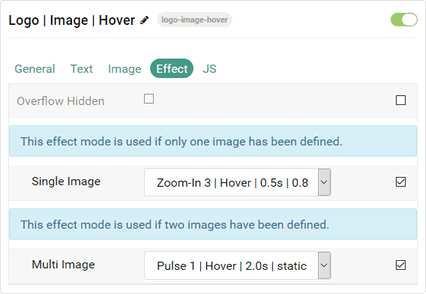 Logo | Image | Hover logo-image-hover
General Text Image Effect JS
Overflow Hidden
This effect mode is used if only one image has been defined.
Single Image Zoom-In 3 | Hover | 0.5s | 0.8
This effect mode is used if two images have been defined.
Multi Image Pulse 1 | Hover | 2.0s | static